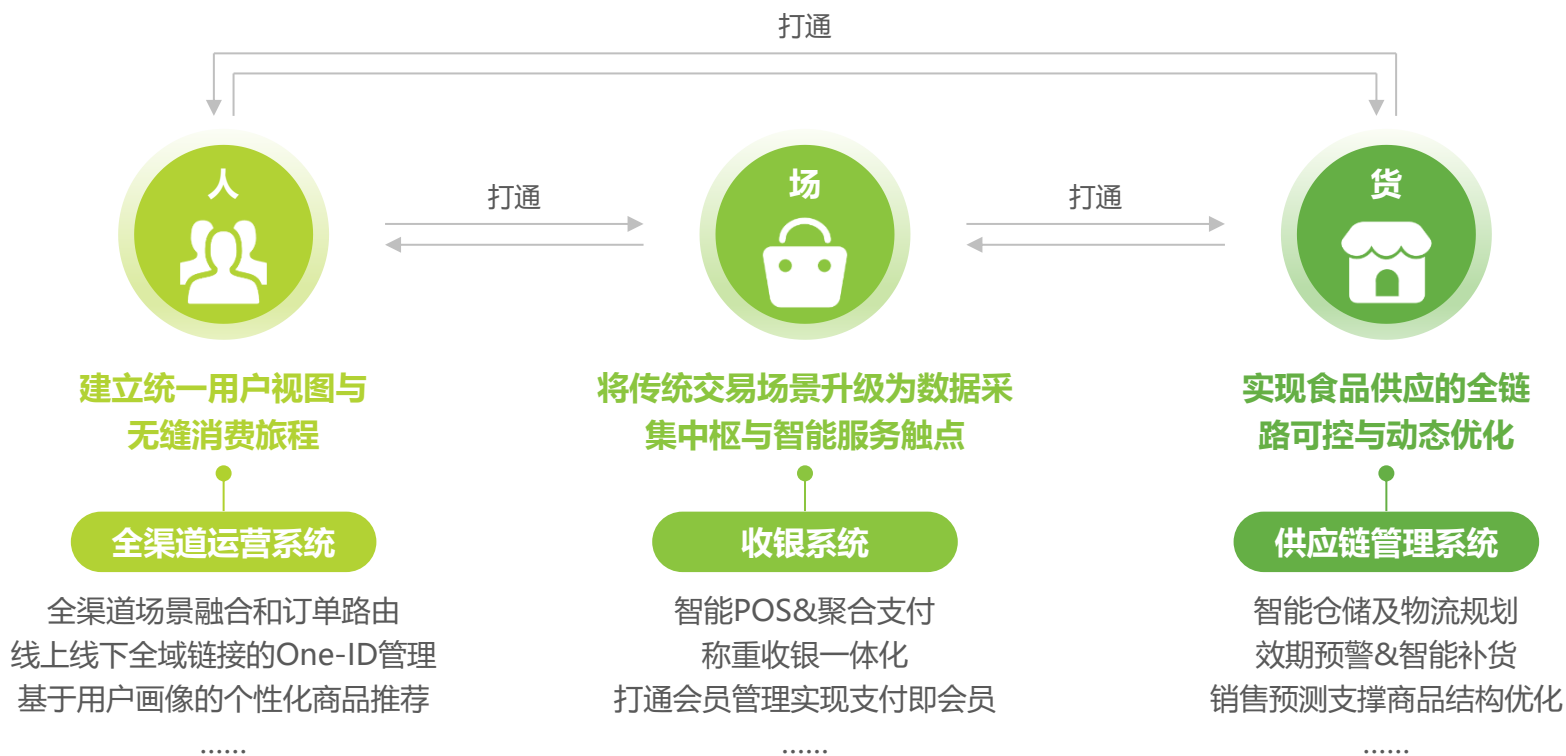 打通
人
打通
场
打通
货
建立统一用户视图与
无缝消费旅程
将传统交易场景升级为数据采
集中枢与智能服务触点
实现食品供应的全链
路可控与动态优化
全渠道运营系统
收银系统
供应链管理系统
全渠道场景融合和订单路由
线上线下全域链接的One-ID管理
基于用户画像的个性化商品推荐
......
智能POS&聚合支付
称重收银一体化
打通会员管理实现支付即会员
......
智能仓储及物流规划
效期预警&智能补货
销售预测支撑商品结构优化
......